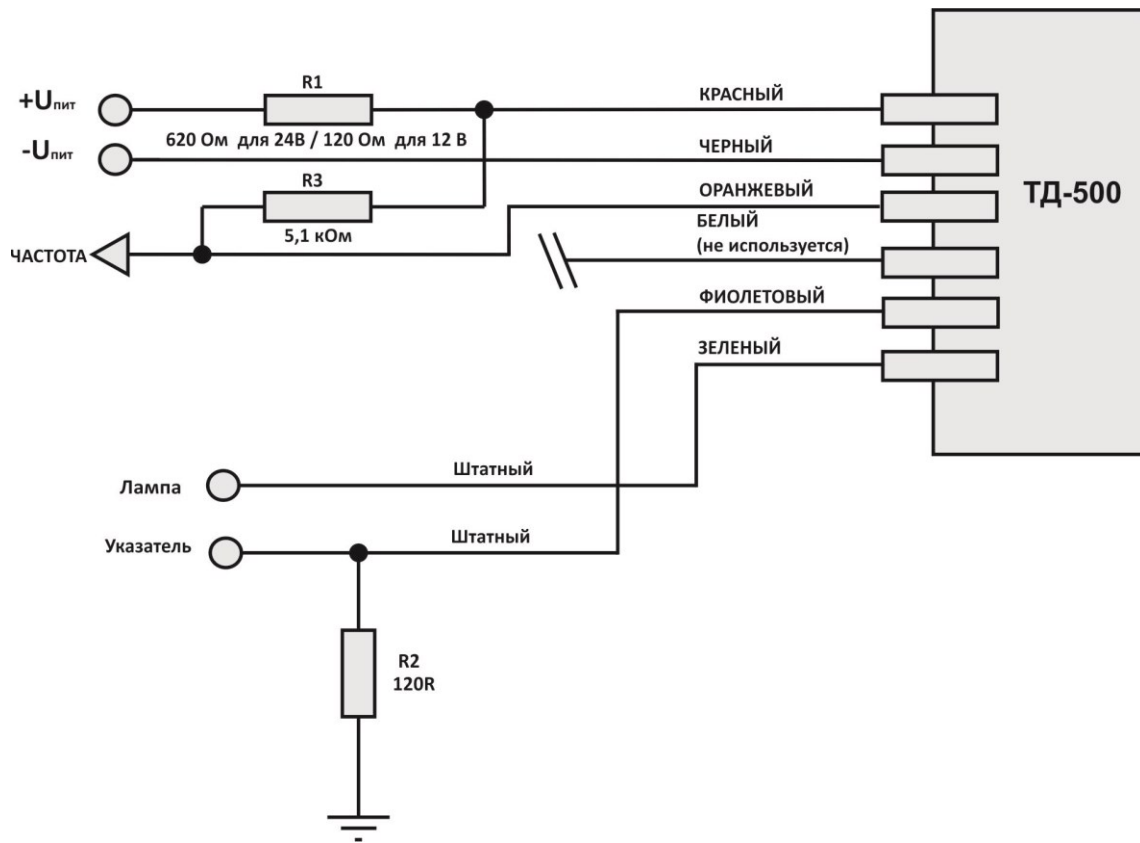 R1
КРАСНЫЙ
+Uпит
620 Ом для 24В / 120 Ом для 12 В
-Uпит
ЧЕРНЫЙ
R3
ОРАНЖЕВЫЙ
ТД-500
5,1 кОм
БЕЛЫЙ
(не используется)
ЧАСТОТА
ФИОЛЕТОВЫЙ
ЗЕЛЕНЫЙ
Штатный
Лампа
Штатный
Указатель
R2
120R